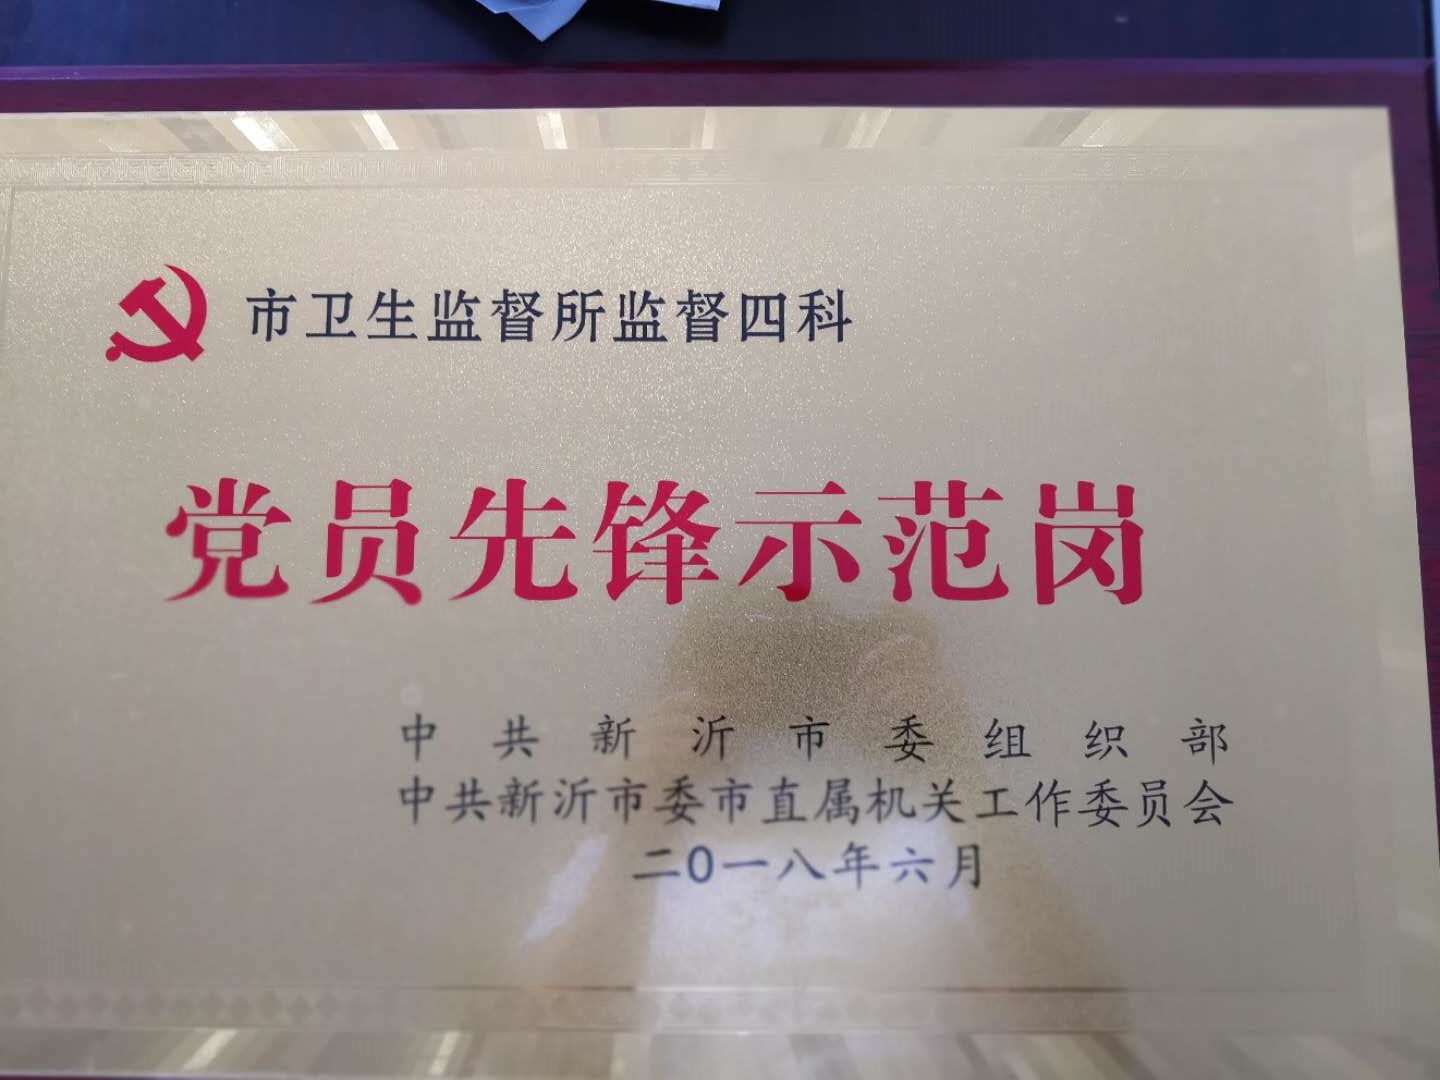 市卫生监督所监督四科
党员先锋示范岗
中共新沂市委组织部
中共新沂市委市直属机关工作委员会
二〇一八年六月